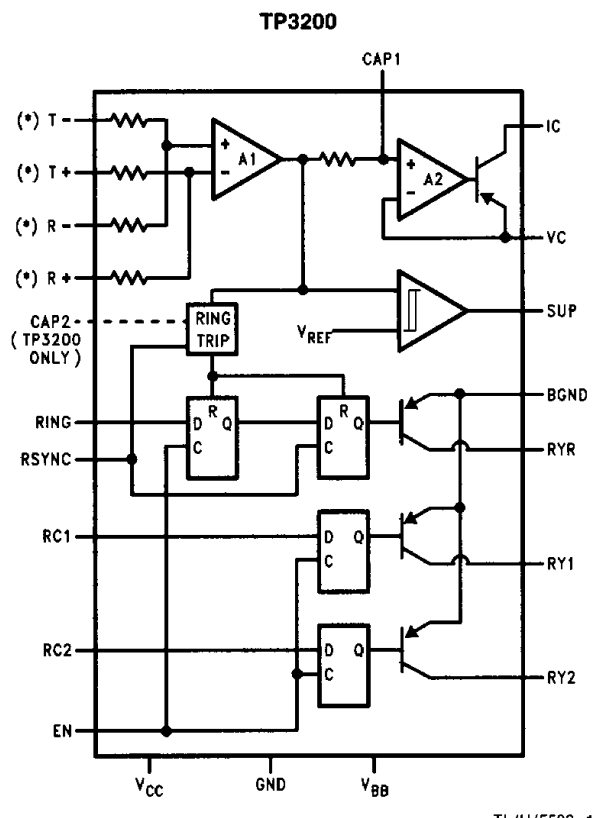 TP3200
CAP1
(*) T-
(*) T+
(*) R-
(*) R+
+
-
A1
+
-
A2
IC
VC
CAP2
(TP3200
ONLY)
RING
TRIP
VREF
SUP
BGND
RING
RSYNC
R
D Q
C
R
D Q
C
RYR
RC1
D Q
C
RY1
RC2
D Q
C
RY2
EN
VCC
GND
VBB